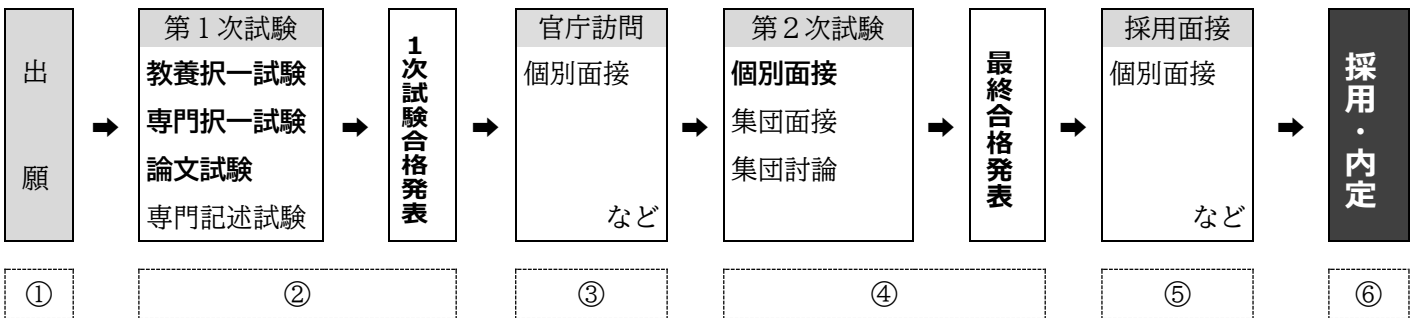 出願
第１次試験
教養択一試験
専門択一試験
論文試験
専門記述試験
１次試験合格発表
官庁訪問
個別面接
など
第２次試験
個別面接
集団面接
集団討論
最終合格発表
採用面接
個別面接
など
採用・内定
①
②
③
④
⑤
⑥